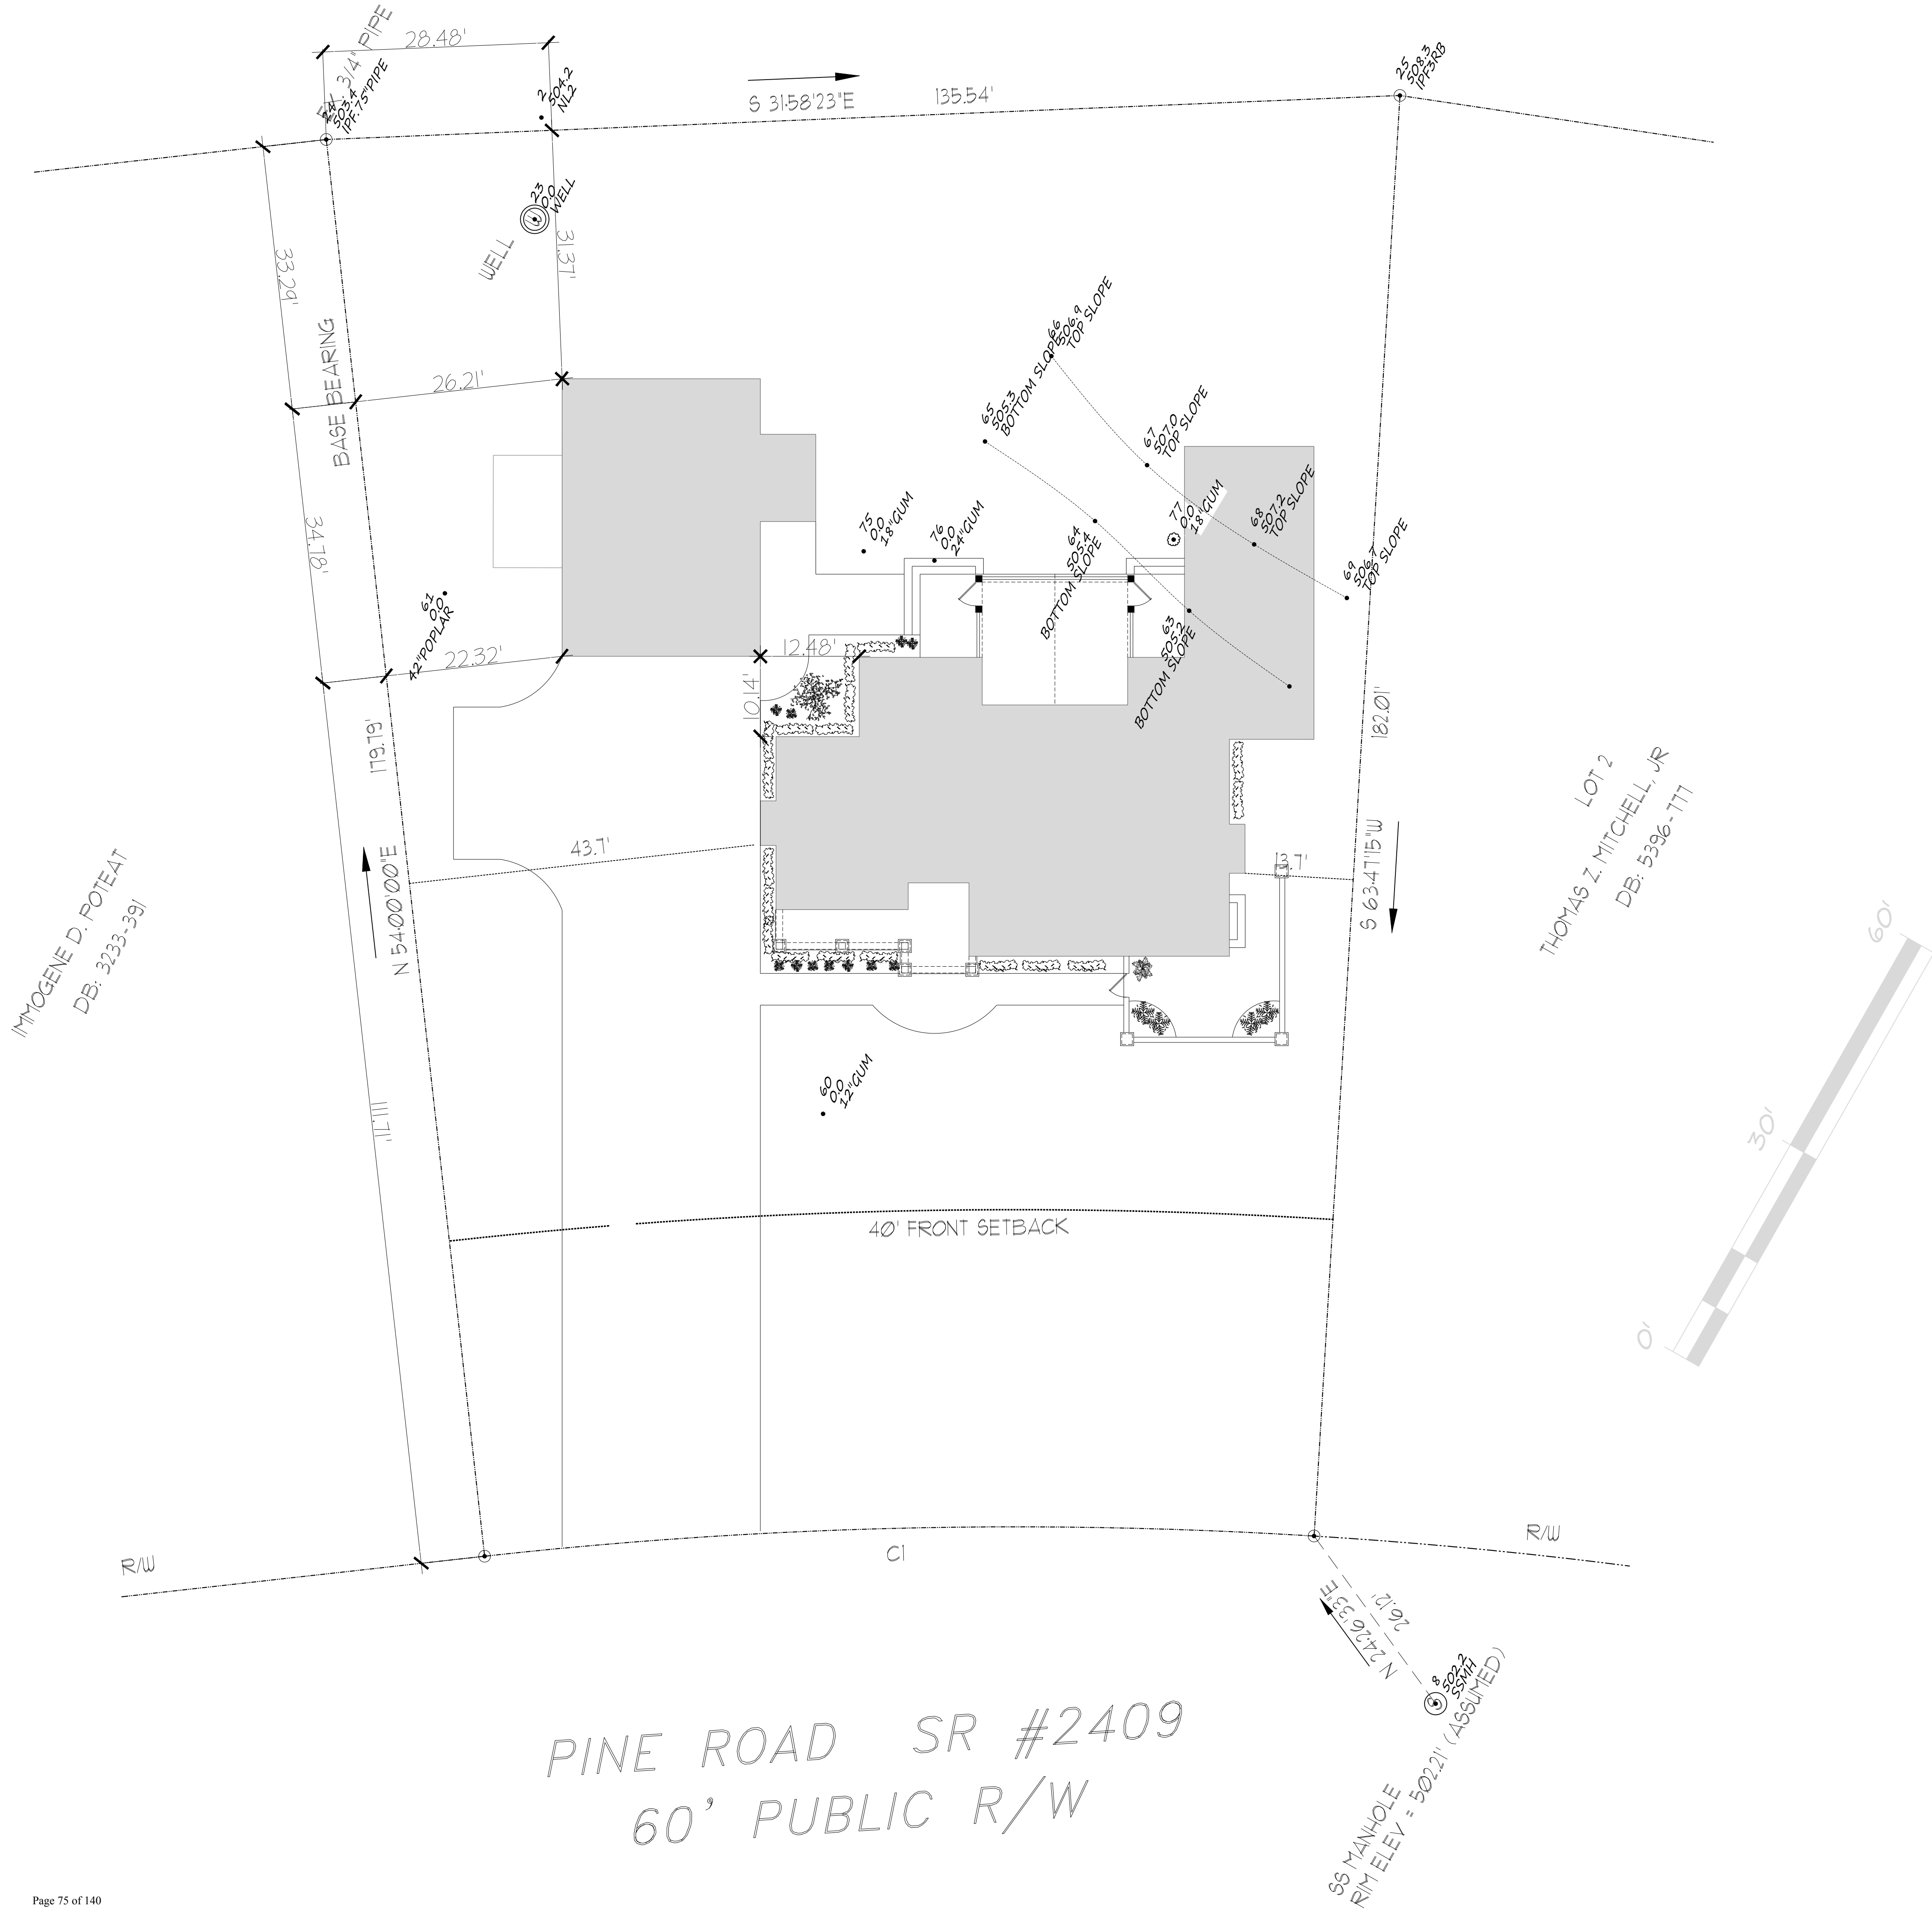 28.48'
EX. 3/4" PIPE
503.4
IPF.75"PIPE
2
504.2
NL2
S 31·58'23"E
135.54'
25
508.3
IPF3RB
23
0.0
WELL
WELL
31.37'
33.29'
BASE BEARING
26.21'
66
506.9
TOP SLOPE
65
505.3
BOTTOM SLOPE
67
507.0
TOP SLOPE
68
507.2
TOP SLOPE
69
506.7
TOP SLOPE
77
0.0
18"GUM
75
0.0
18"GUM
76
0.0
24"GUM
64
505.4
BOTTOM SLOPE
63
505.2
BOTTOM SLOPE
34.78'
61
0.0
42"POPLAR
22.32'
12.48'
10.14'
179.79'
182.01'
43.7'
13.7'
N 54·00'00"E
S 63·47'15"W
IMMOGENE D. POTEAT
DB: 3233-391
LOT 2
THOMAS Z. MITCHELL, JR
DB: 5396-777
60'
30'
0'
60
0.0
12"GUM
111.71'
40' FRONT SETBACK
R/W
C1
R/W
N 24·26'33"E
26.12'
8
502.2
SSMH
SS MANHOLE
RIM ELEV = 502.21' (ASSUMED)
PINE ROAD SR #2409
60' PUBLIC R/W
Page 75 of 140